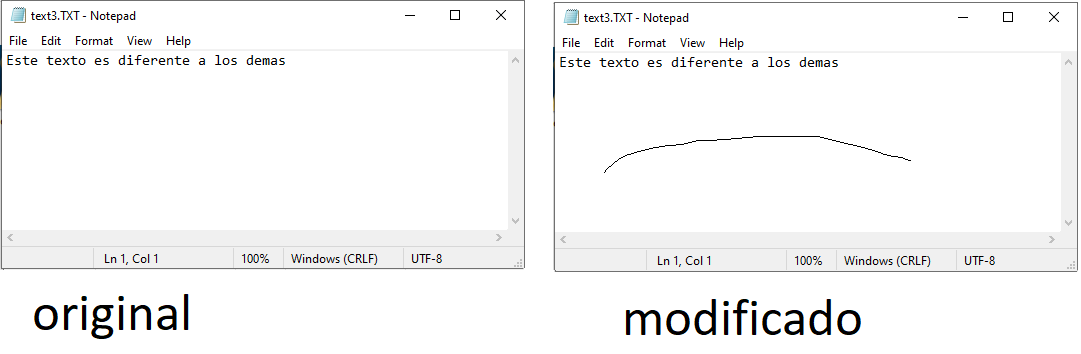 text3.TXT - Notepad
File Edit Format View Help
Este texto es diferente a los demas
Ln 1, Col 1 100% Windows (CRLF) UTF-8
original
text3.TXT - Notepad
File Edit Format View Help
Este texto es diferente a los demas
Ln 1, Col 1 100% Windows (CRLF) UTF-8
modificado